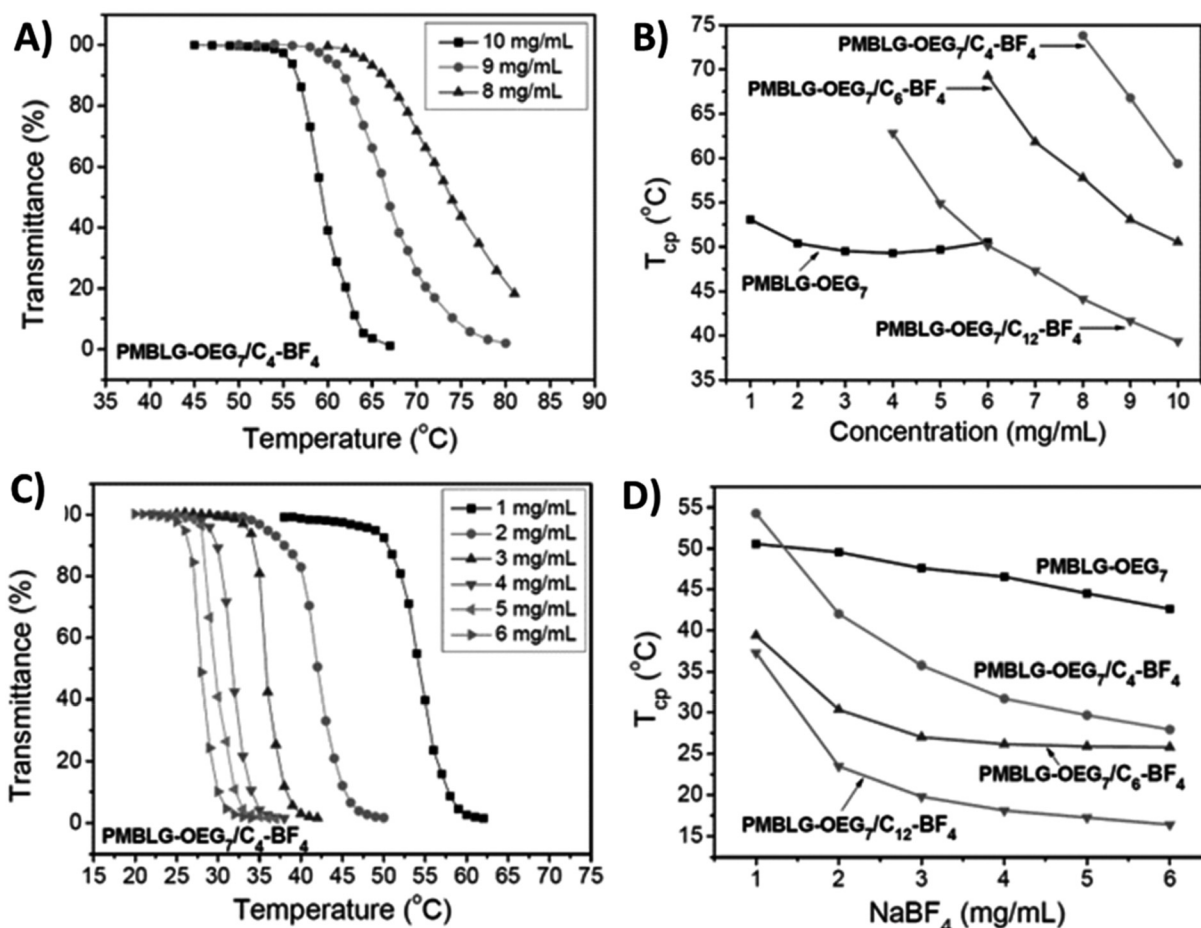 A)
Transmittance (%)
00
80
60
40
20
0
10 mg/mL
9 mg/mL
8 mg/mL
PMBLG-OEG₇/C₄-BF₄
35 40 45 50 55 60 65 70 75 80 85 90
Temperature (°C)
B)
T_cp (°C)
75
70
65
60
55
50
45
40
35
PMBLG-OEG₇/C₄-BF₄
PMBLG-OEG₇/C₆-BF₄
PMBLG-OEG₇
PMBLG-OEG₇/C₁₂-BF₄
1 2 3 4 5 6 7 8 9 10
Concentration (mg/mL)
C)
Transmittance (%)
00
80
60
40
20
0
1 mg/mL
2 mg/mL
3 mg/mL
4 mg/mL
5 mg/mL
6 mg/mL
PMBLG-OEG₇/C₄-BF₄
15 20 25 30 35 40 45 50 55 60 65 70 75
Temperature (°C)
D)
T_cp (°C)
55
50
45
40
35
30
25
20
15
PMBLG-OEG₇
PMBLG-OEG₇/C₄-BF₄
PMBLG-OEG₇/C₆-BF₄
PMBLG-OEG₇/C₁₂-BF₄
1 2 3 4 5 6
NaBF₄ (mg/mL)